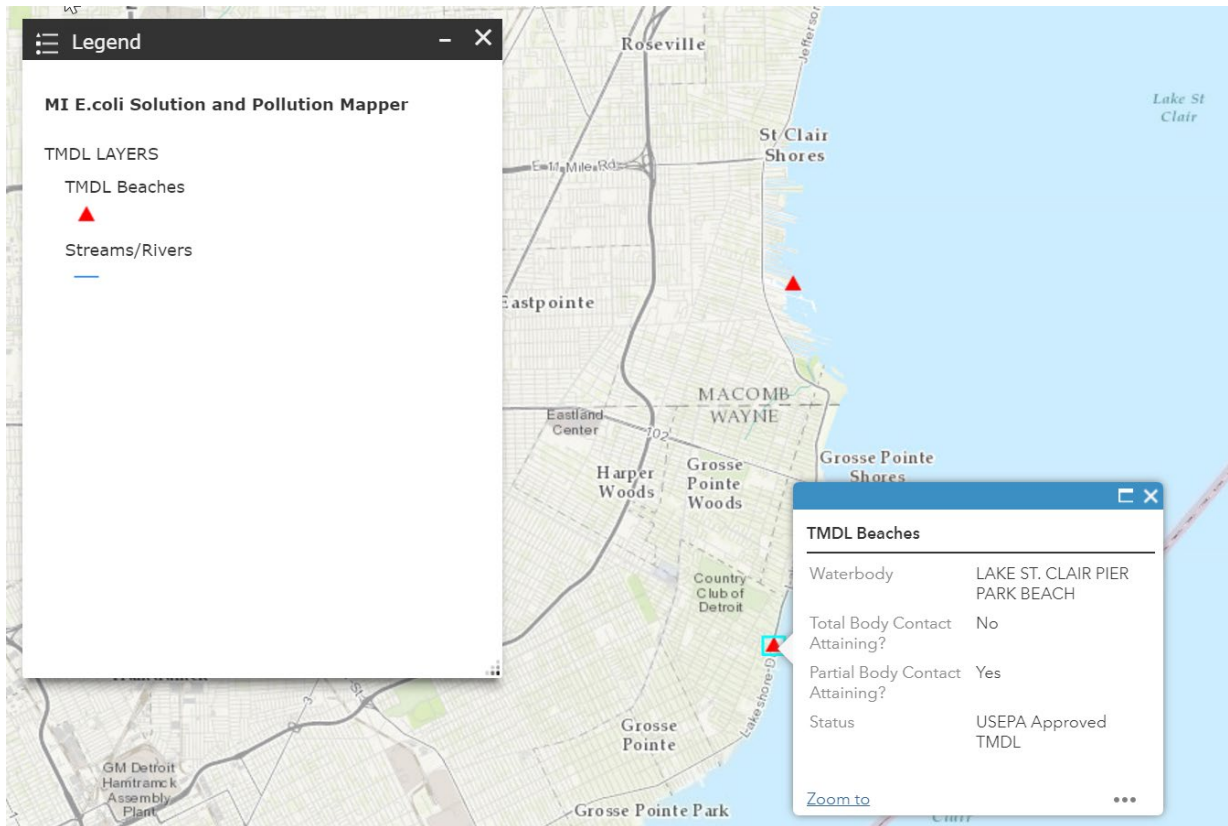 Legend
MI E.coli Solution and Pollution Mapper
TMDL LAYERS
TMDL Beaches
Streams/Rivers
Roseville
Jefferson
Lake St
Clair
St Clair
Shores
E 11 Mile Rd
Eastpointe
MACOMB
WAYNE
Eastland
Center
102
Harper
Woods
Grosse
Pointe
Woods
Grosse Pointe
Shores
Country
Club of
Detroit
TMDL Beaches
Waterbody LAKE ST. CLAIR PIER
PARK BEACH
Total Body Contact No
Attaining?
Partial Body Contact Yes
Attaining?
Status USEPA Approved
TMDL
Zoom to
3
St
Grosse
Pointe
GM Detroit
Hamtramck
Assembly
Plant
Grosse Pointe Park